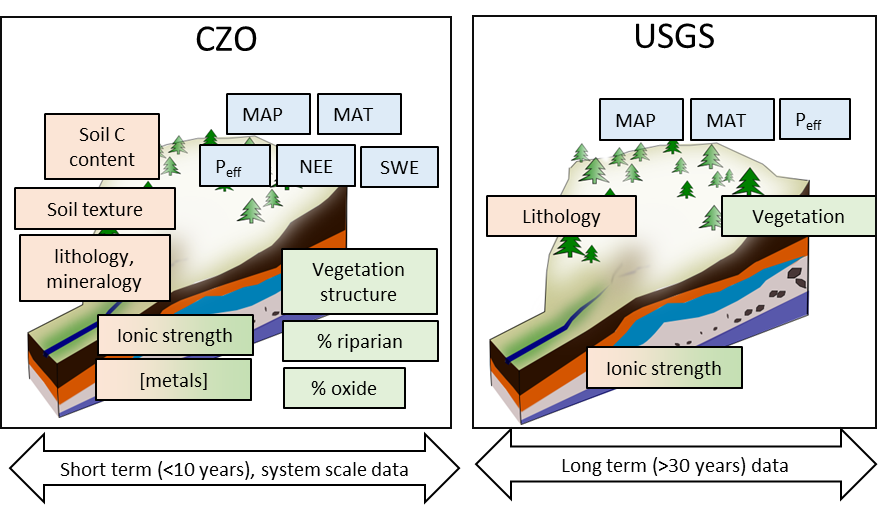 CZO
MAP
MAT
Soil C
content
Peff
NEE
SWE
Soil texture
lithology,
mineralogy
Vegetation
structure
Ionic strength
% riparian
[metals]
% oxide
Short term (<10 years), system scale data
USGS
MAP
MAT
Peff
Lithology
Vegetation
Ionic strength
Long term (>30 years) data